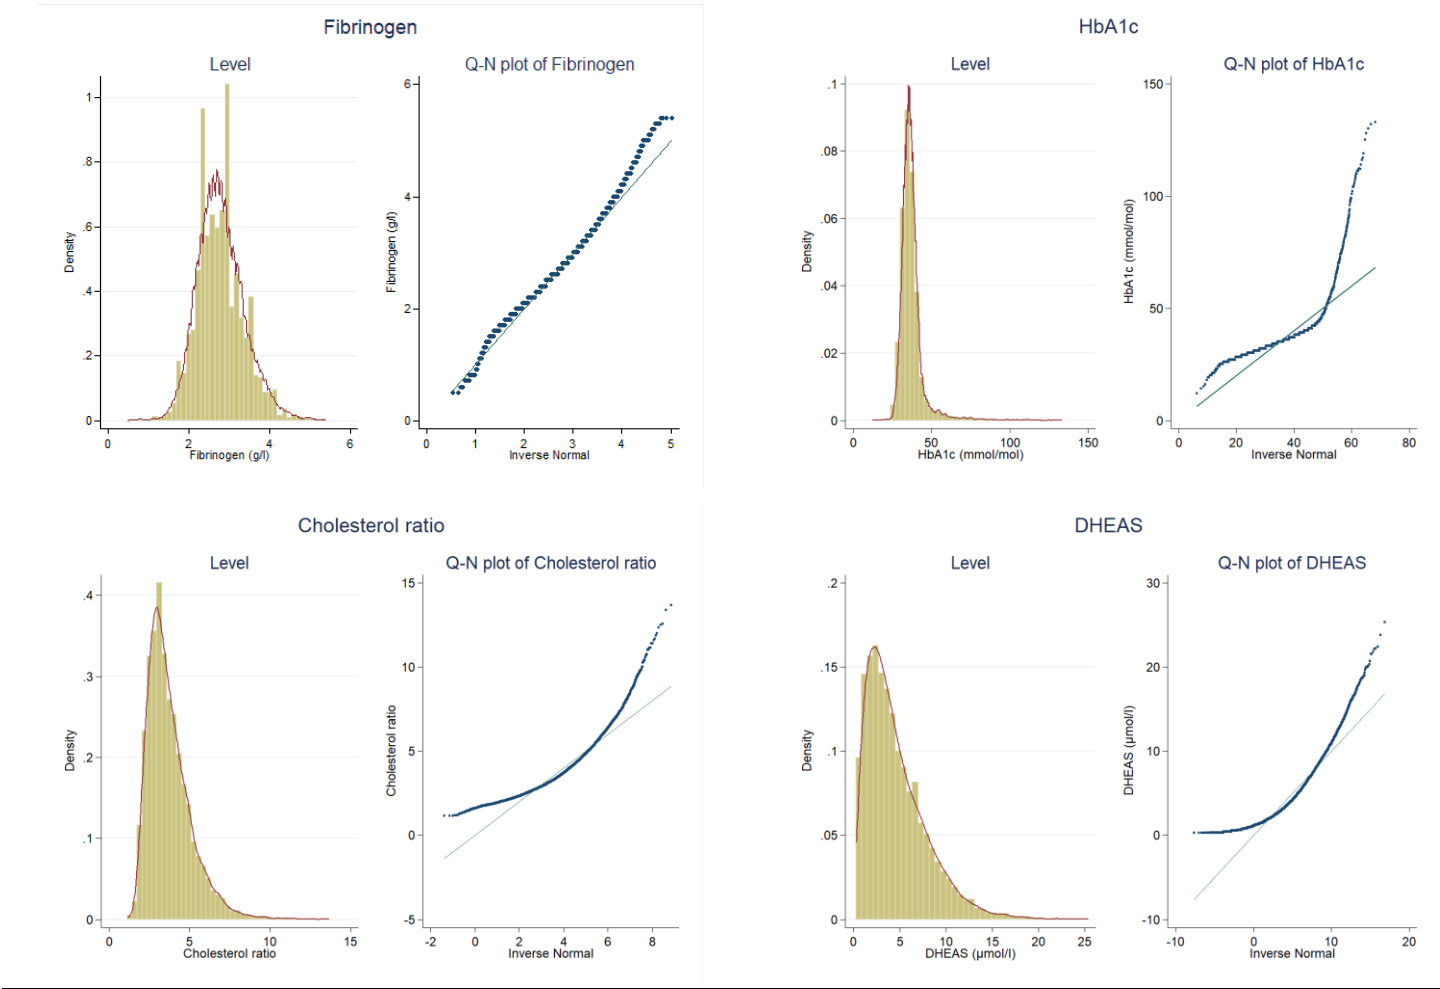 Fibrinogen
Level
Q-N plot of Fibrinogen
Density
1
.8
.6
.4
.2
0
0 2 4 6
Fibrinogen (g/l)
Fibrinogen (g/l)
6
4
2
0
0 1 2 3 4 5
Inverse Normal
HbA1c
Level
Q-N plot of HbA1c
Density
.1
.08
.06
.04
.02
0
0 50 100 150
HbA1c (mmol/mol)
HbA1c (mmol/mol)
150
100
50
0
0 20 40 60 80
Inverse Normal
Cholesterol ratio
Level
Q-N plot of Cholesterol ratio
Density
.4
.3
.2
.1
0
0 5 10 15
Cholesterol ratio
Cholesterol ratio
15
10
5
0
-5
-2 0 2 4 6 8
Inverse Normal
DHEAS
Level
Q-N plot of DHEAS
Density
.2
.15
.1
.05
0
0 5 10 15 20 25
DHEAS (µmol/l)
DHEAS (µmol/l)
30
20
10
0
-10
-10 0 10 20
Inverse Normal